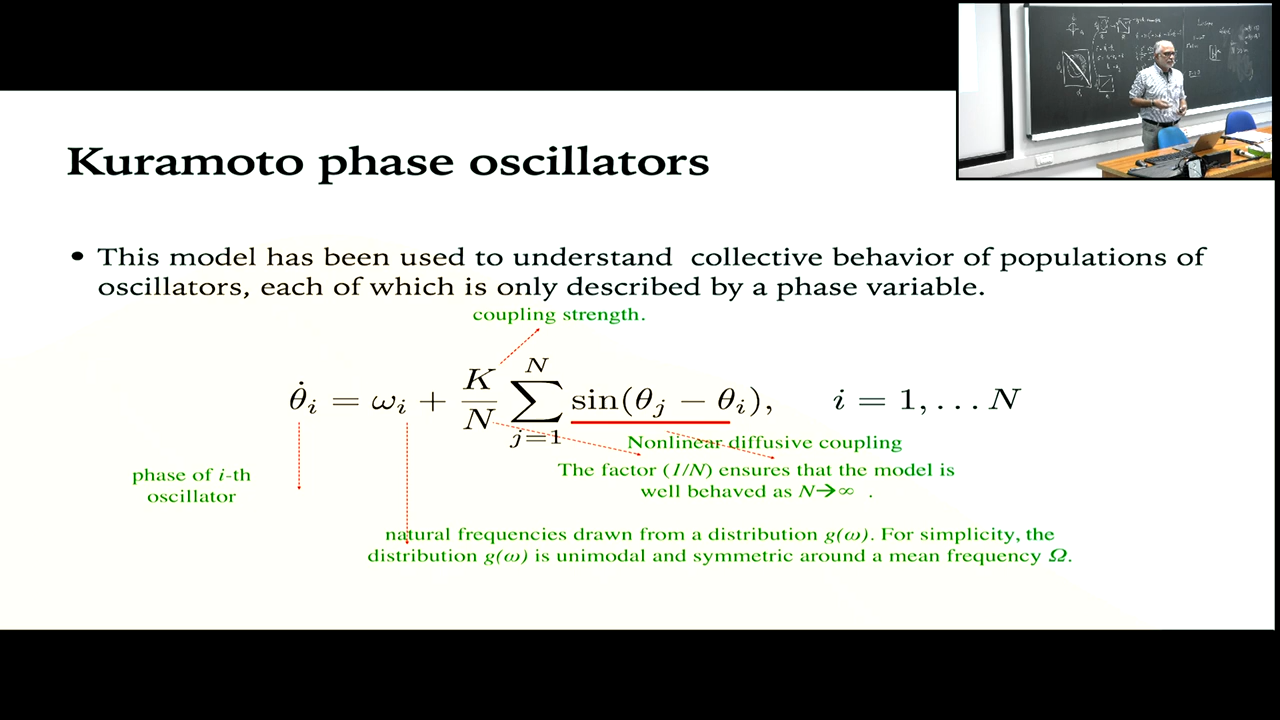 Kuramoto phase oscillators
• This model has been used to understand collective behavior of populations of
oscillators, each of which is only described by a phase variable.
coupling strength.
θ̇ᵢ = ωᵢ + K/N ∑ⱼ₌₁ᴺ sin(θⱼ − θᵢ), i = 1, … N
Nonlinear diffusive coupling
phase of i-th
oscillator
The factor (1/N) ensures that the model is
well behaved as N→∞ .
natural frequencies drawn from a distribution g(ω). For simplicity, the
distribution g(ω) is unimodal and symmetric around a mean frequency Ω.